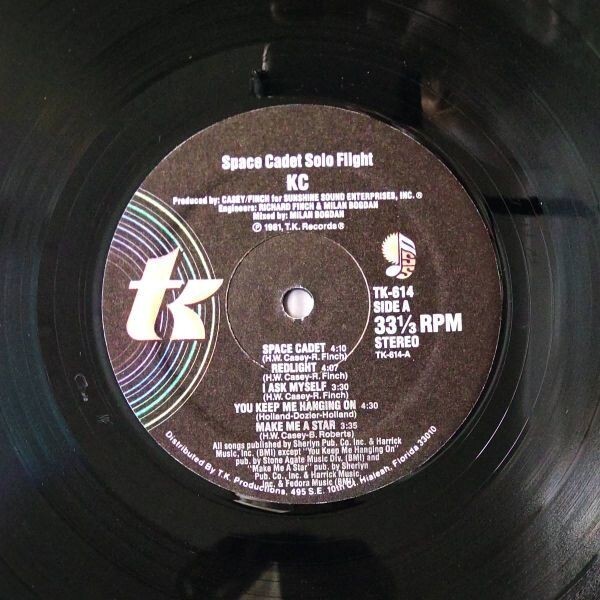 Space Cadet Solo Flight
KC
Produced by: CASEY/FINCH for SUNSHINE SOUND ENTERPRISES, INC. ®
Engineers: RICHARD FINCH & MILAN BOGDAN
Mixed by: MILAN BOGDAN
Ⓟ 1981, T.K. Records ®
tk
TK-614
SIDE A
33 1/3 RPM
STEREO
TK-614-A
SPACE CADET 4:10
(H.W. Casey-R. Finch)
REDLIGHT 4:07
(H.W. Casey-R. Finch)
I ASK MYSELF 3:30
(H.W. Casey-R. Finch)
YOU KEEP ME HANGING ON 4:30
(Holland-Dozier-Holland)
MAKE ME A STAR 3:35
(H.W. Casey-B. Roberts)
All songs published by Sherlyn Pub. Co. Inc. & Harrick
Music, Inc. (BMI) except "You Keep Me Hanging On"
pub. by Stone Agate Music Div. (BMI) and
"Make Me A Star" pub. by Sherlyn
Pub. Co., Inc. & Harrick Music,
Inc. & Fedora Music (BMI)
Distributed By T.K. Productions, 495 S.E. 10th Ct. Hialeah, Florida 33010